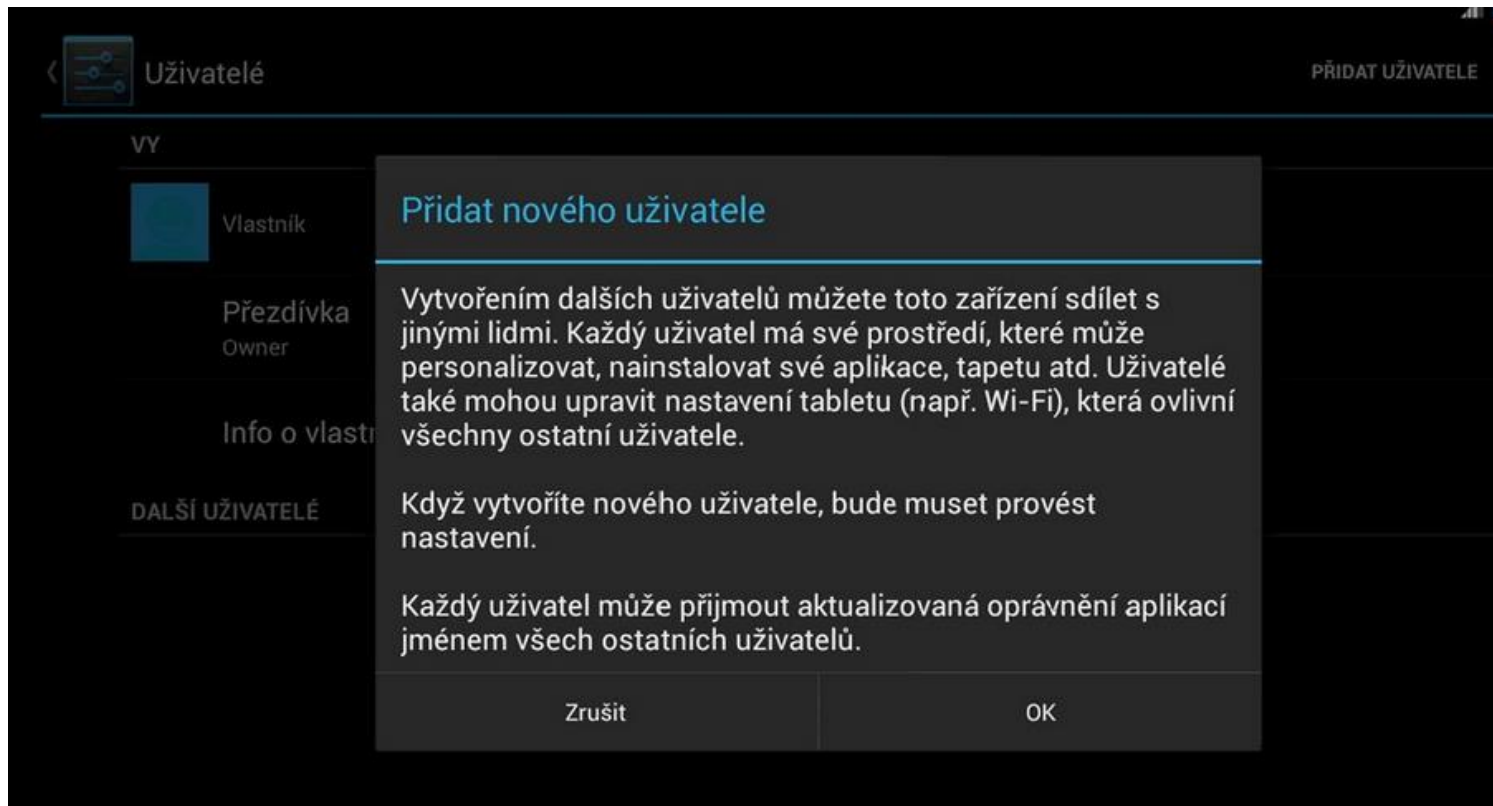 Uživatelé
PŘIDAT UŽIVATELE
VY
Vlastník
Přezdívka
Owner
Info o vlastr
DALŠÍ UŽIVATELÉ
Přidat nového uživatele
Vytvořením dalších uživatelů můžete toto zařízení sdílet s
jinými lidmi. Každý uživatel má své prostředí, které může
personalizovat, nainstalovat své aplikace, tapetu atd. Uživatelé
také mohou upravit nastavení tabletu (např. Wi-Fi), která ovlivní
všechny ostatní uživatele.
Když vytvoříte nového uživatele, bude muset provést
nastavení.
Každý uživatel může přijmout aktualizovaná oprávnění aplikací
jménem všech ostatních uživatelů.
Zrušit
OK